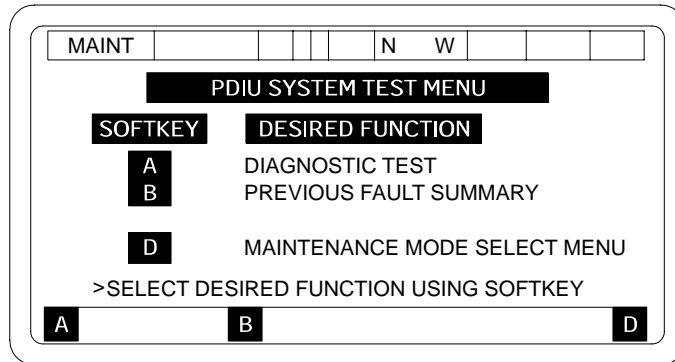 MAINT N W
PDIU SYSTEM TEST MENU
SOFTKEY DESIRED FUNCTION
A DIAGNOSTIC TEST
B PREVIOUS FAULT SUMMARY
D MAINTENANCE MODE SELECT MENU
>SELECT DESIRED FUNCTION USING SOFTKEY
A B D